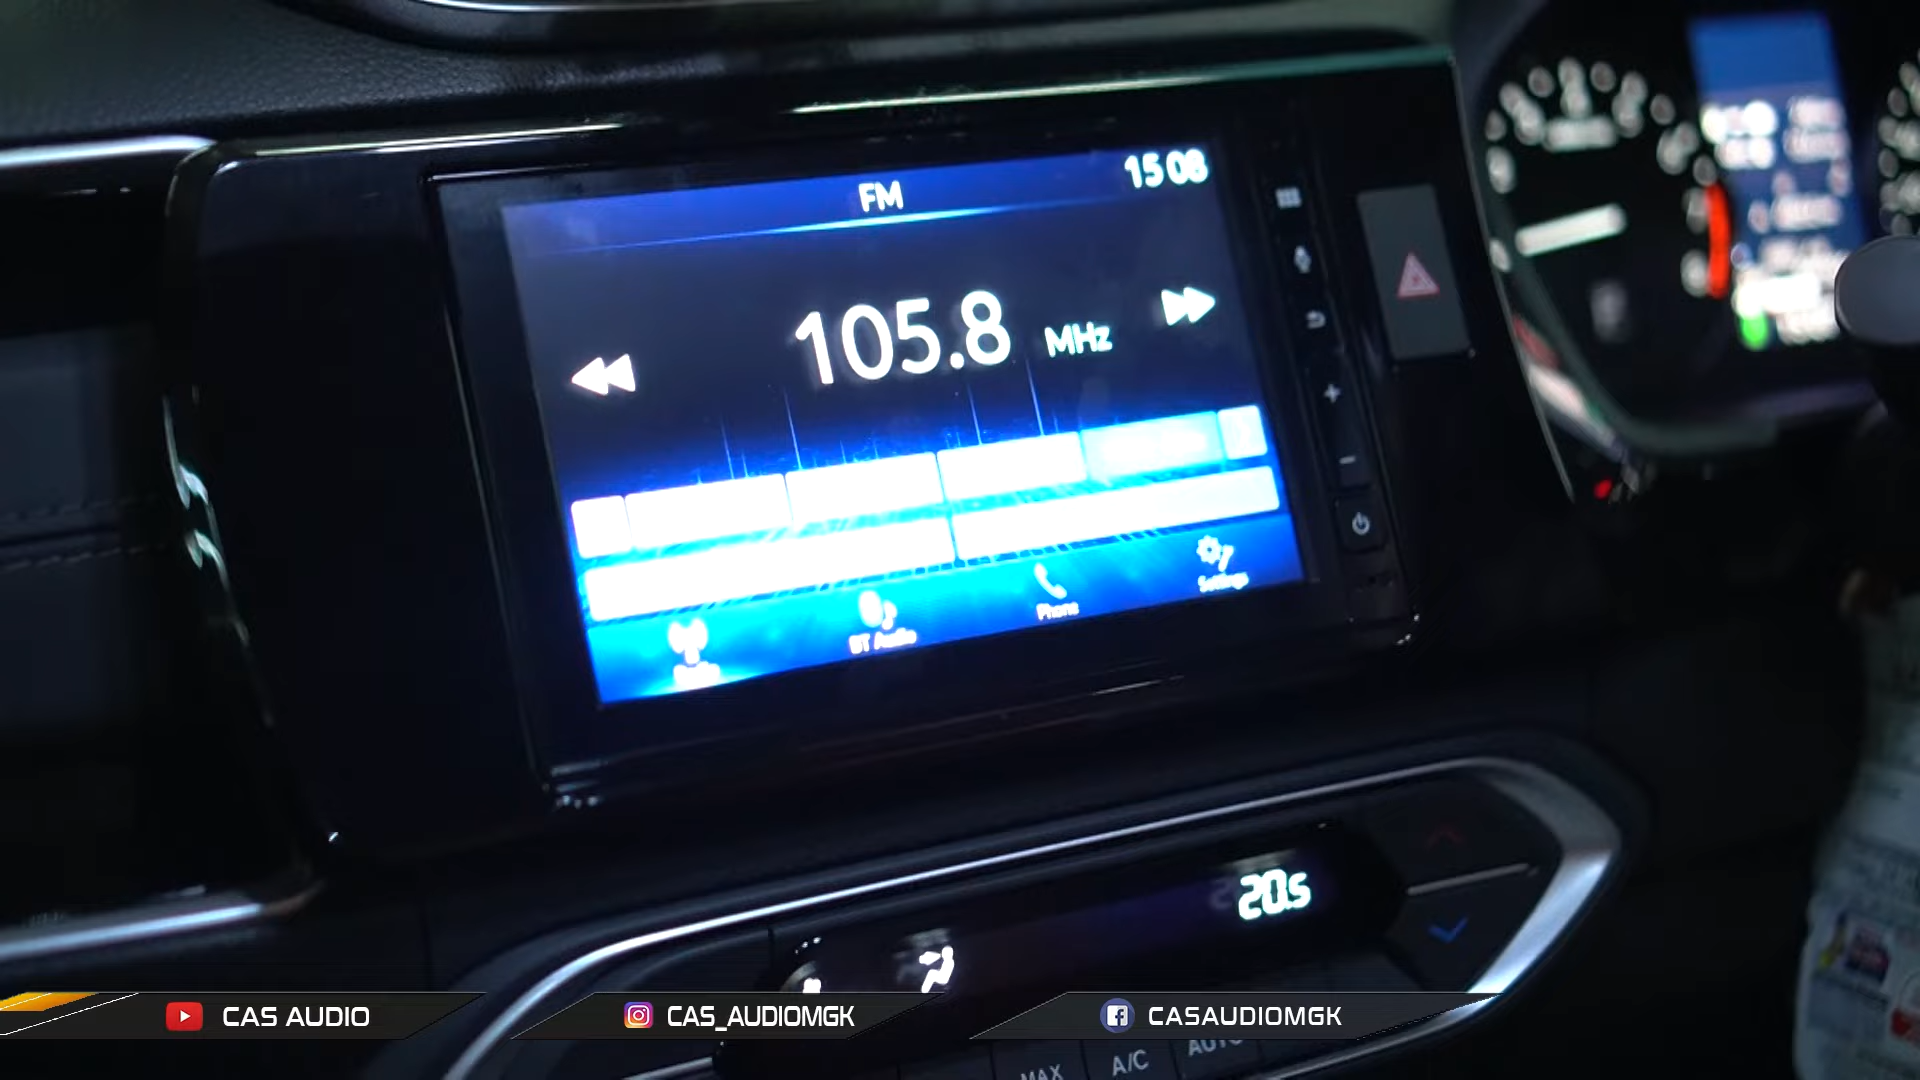 FM
15 08
105.8 MHz
BT Audio
Phone
Settings
20.5
CAS AUDIO
CAS_AUDIOMGK
CASAUDIOMGK
MAX
A/C
AUTO